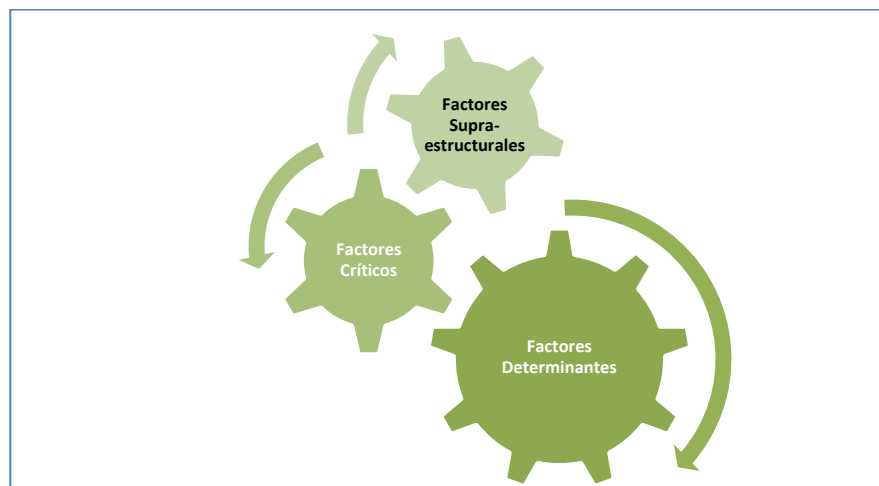 Factores
Supra-
estructurales
Factores
Críticos
Factores
Determinantes